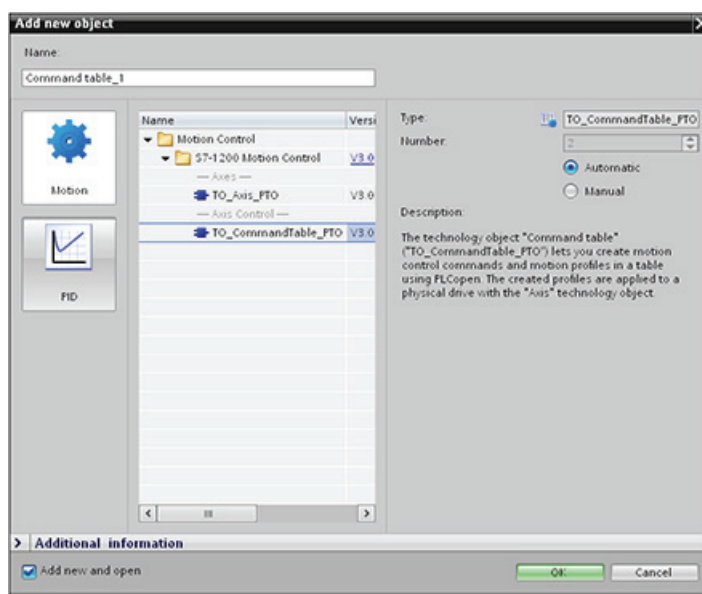 Add new object
Name:
Command table_1
Motion
PID
Name Versi
Motion Control
S7-1200 Motion Control V3.0
— Axes —
TO_Axis_PTO V3.0
— Axis Control —
TO_CommandTable_PTO V3.0
Type: TO_CommandTable_PTO
Number: 2
Automatic
Manual
Description:
The technology object "Command table"
("TO_CommandTable_PTO") lets you create motion
control commands and motion profiles in a table
using PLCopen. The created profiles are applied to a
physical drive with the "Axis" technology object.
Additional information
Add new and open
OK Cancel